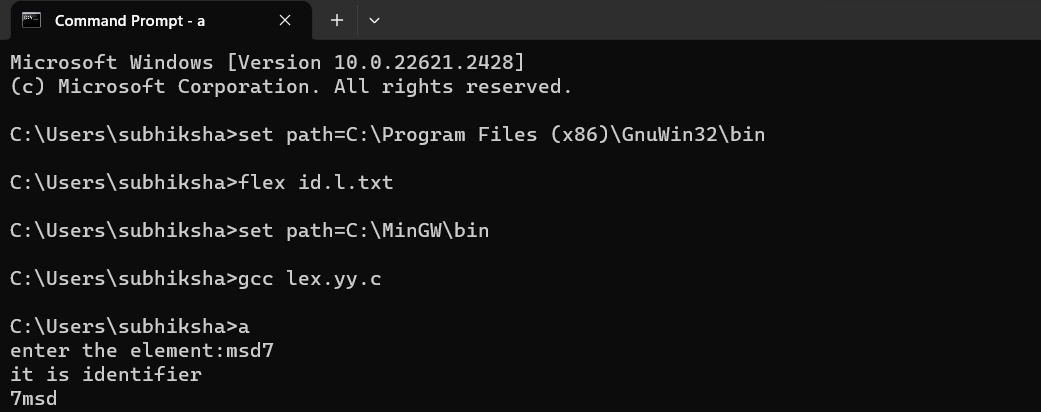 Command Prompt - a
Microsoft Windows [Version 10.0.22621.2428]
(c) Microsoft Corporation. All rights reserved.
C:\Users\subhiksha>set path=C:\Program Files (x86)\GnuWin32\bin
C:\Users\subhiksha>flex id.l.txt
C:\Users\subhiksha>set path=C:\MinGW\bin
C:\Users\subhiksha>gcc lex.yy.c
C:\Users\subhiksha>a
enter the element:msd7
it is identifier
7msd